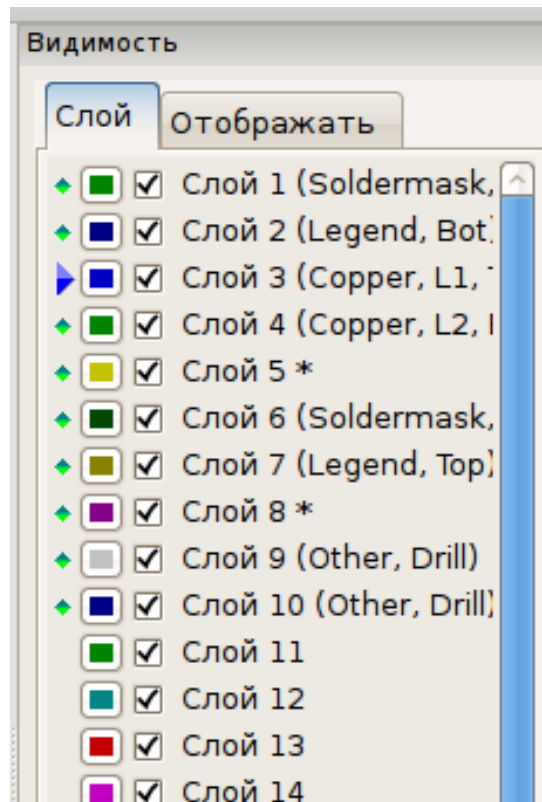 Видимость
Слой
Отображать
Слой 1 (Soldermask,
Слой 2 (Legend, Bot
Слой 3 (Copper, L1,
Слой 4 (Copper, L2,
Слой 5 *
Слой 6 (Soldermask,
Слой 7 (Legend, Top)
Слой 8 *
Слой 9 (Other, Drill)
Слой 10 (Other, Drill)
Слой 11
Слой 12
Слой 13
Слой 14